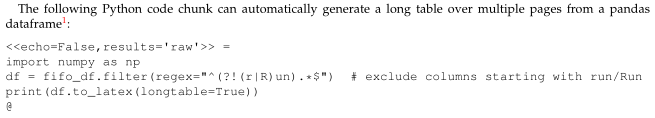 The following Python code chunk can automatically generate a long table over multiple pages from a pandas
dataframe1:
<<echo=False,results='raw'>> =
import numpy as np
df = fifo_df.filter(regex="^(?!(r|R)un).*$")  # exclude columns starting with run/Run
print(df.to_latex(longtable=True))
@